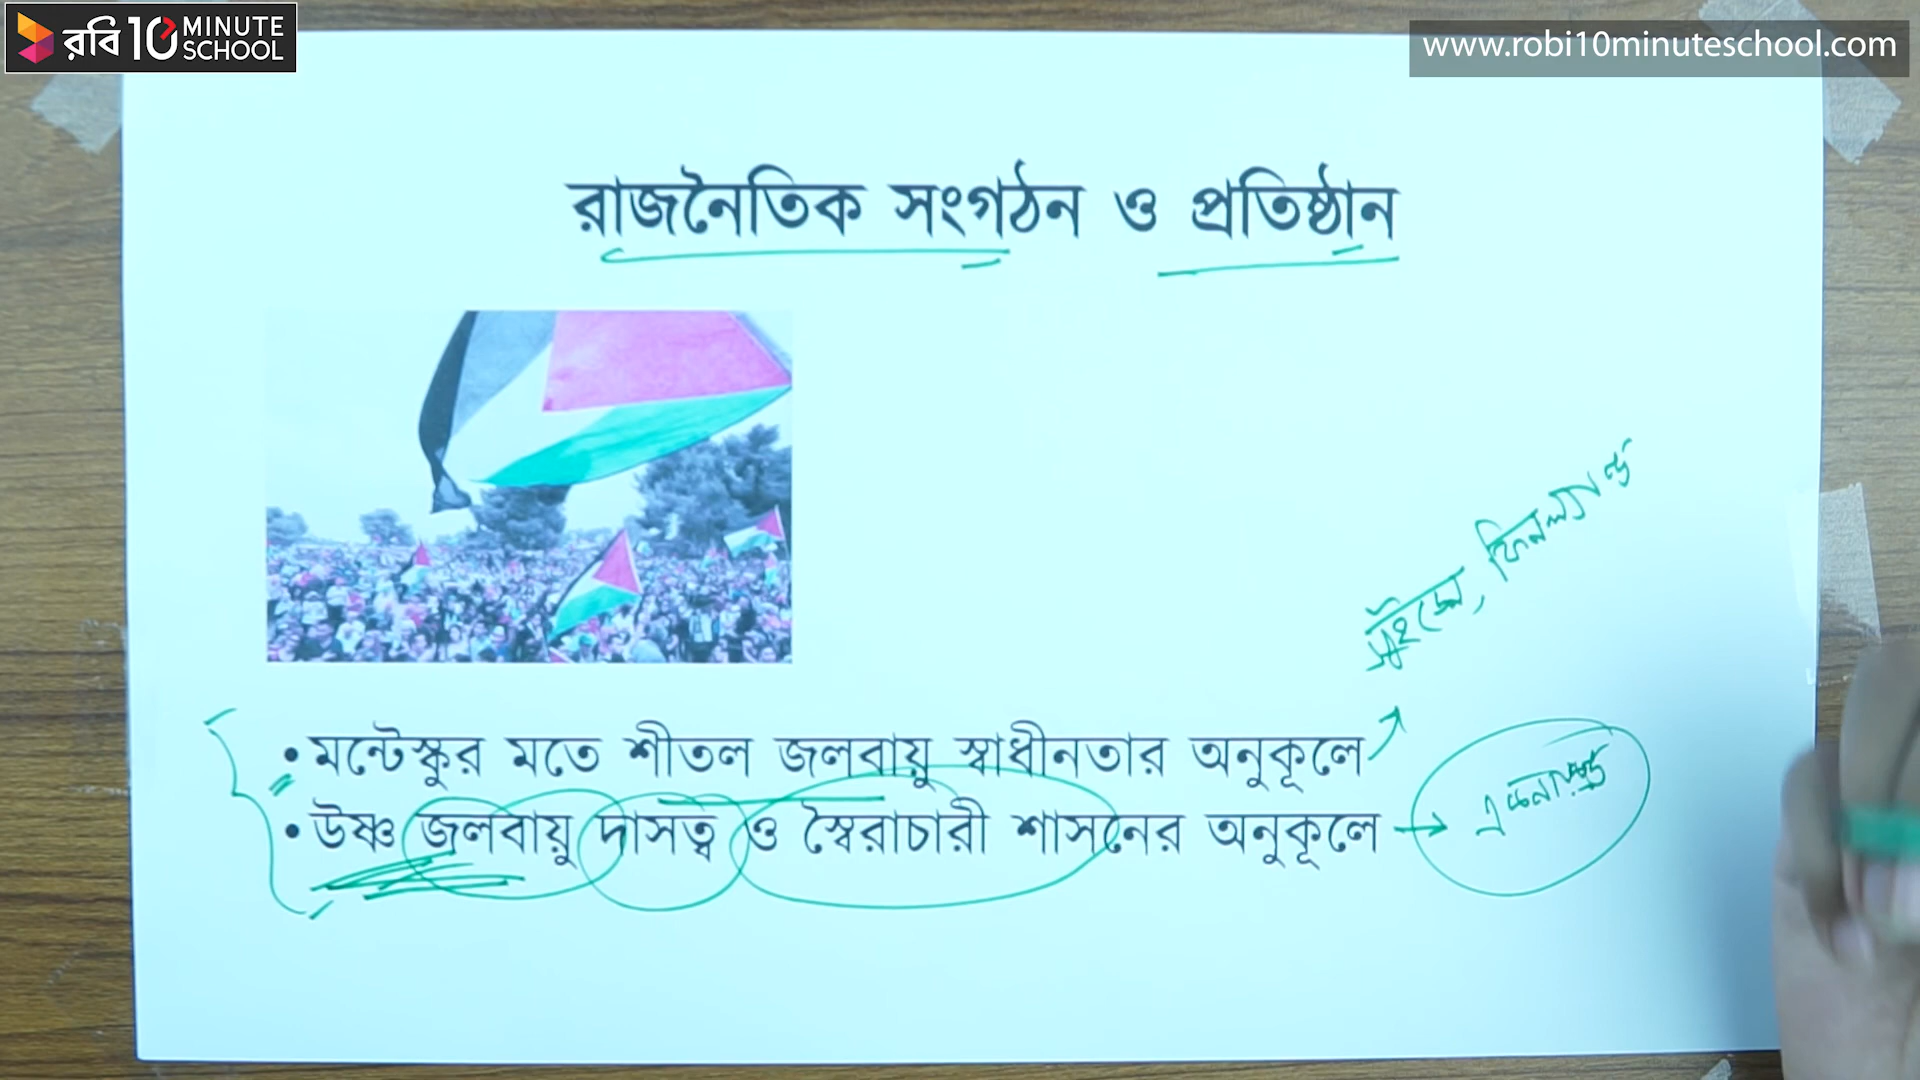 রবি 10 MINUTE SCHOOL
www.robi10minuteschool.com
রাজনৈতিক সংগঠন ও প্রতিষ্ঠান
ফিনল্যান্ড
• মন্টেস্কুর মতে শীতল জলবায়ু স্বাধীনতার অনুকূলে
• উষ্ণ জলবায়ু দাসত্ব ও স্বৈরাচারী শাসনের অনুকূলে →